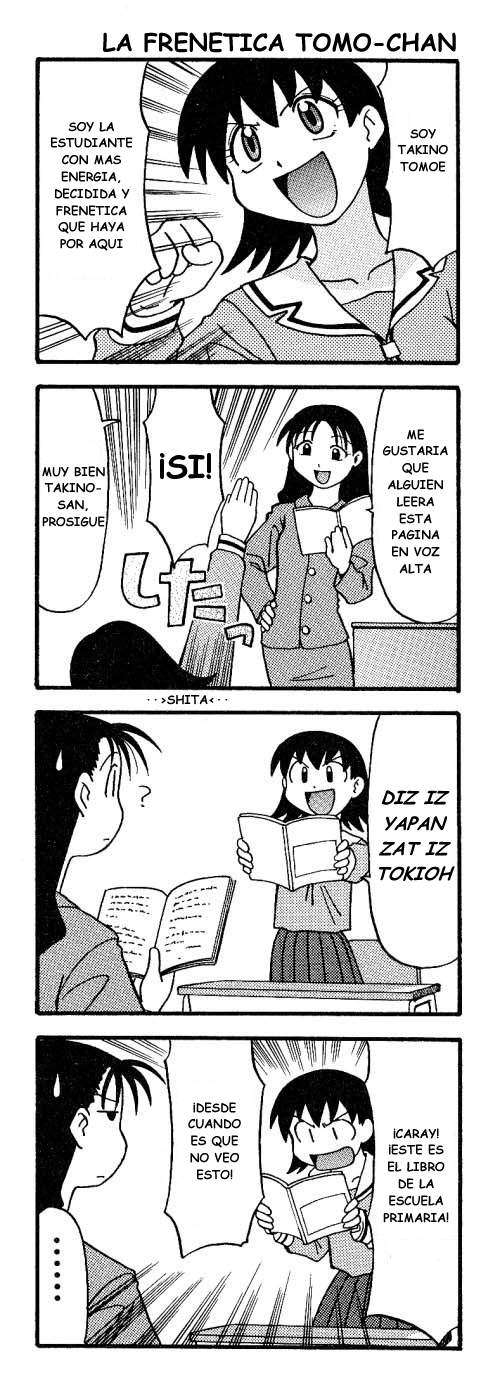 LA FRENETICA TOMO-CHAN
SOY
TAKINO
TOMOE
SOY LA
ESTUDIANTE
CON MAS
ENERGIA,
DECIDIDA Y
FRENETICA
QUE HAYA
POR AQUI
ME
GUSTARIA
QUE
ALGUIEN
LEERA
ESTA
PAGINA
EN VOZ
ALTA
¡SI!
したっ
MUY BIEN
TAKINO-
SAN,
PROSIGUE
··>SHITA<··
DIZ IZ
YAPAN
ZAT IZ
TOKIOH
?
¡CARAY!
¡ESTE ES
EL LIBRO
DE LA
ESCUELA
PRIMARIA!
¡DESDE
CUANDO
ES QUE
NO VEO
ESTO!
······